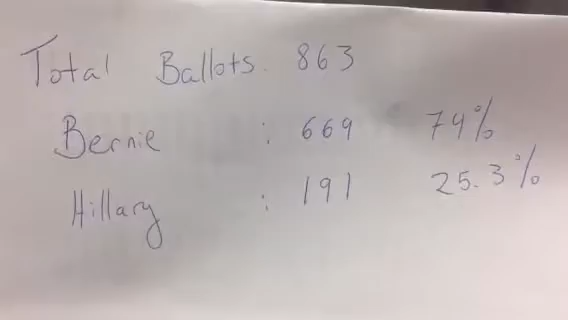 Total Ballots. 863
Bernie : 669 74%
Hillary : 191 25.3%